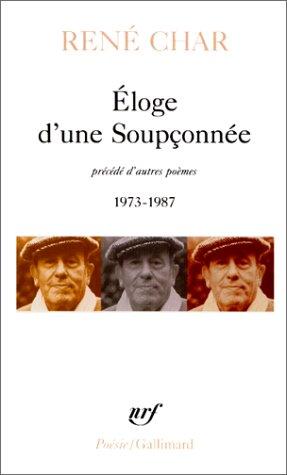 RENÉ CHAR
Éloge
d'une Soupçonnée
précédé d'autres poèmes
1973-1987
nrf
Poésie/Gallimard